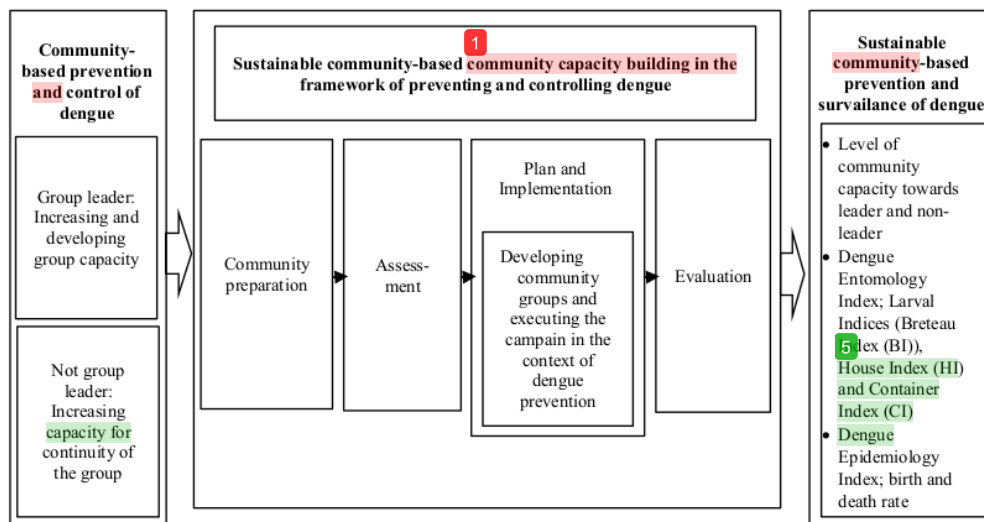 Community-
based prevention
and control of
dengue
Group leader:
Increasing and
developing
group capacity
Not group
leader:
Increasing
capacity for
continuity of
the group
1
Sustainable community-based community capacity building in the
framework of preventing and controlling dengue
Community
preparation
Assess-
ment
Plan and
Implementation
Developing
community
groups and
executing the
campain in the
context of
dengue
prevention
Evaluation
Sustainable
community-based
prevention and
survailance of dengue
• Level of
community
capacity towards
leader and non-
leader
• Dengue
Entomology
Index; Larval
Indices (Breteau
5
(BI)),
House Index (HI)
and Container
Index (CI)
• Dengue
Epidemiology
Index; birth and
death rate